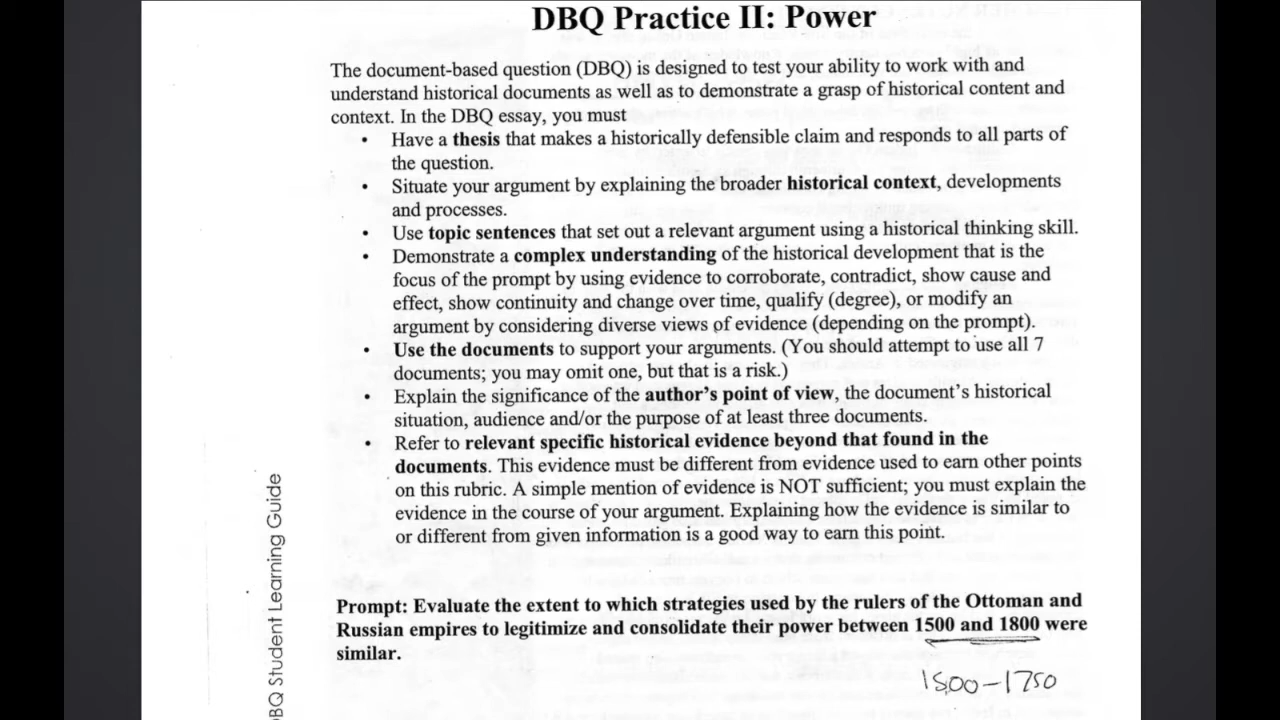 DBQ Practice II: Power
The document-based question (DBQ) is designed to test your ability to work with and
understand historical documents as well as to demonstrate a grasp of historical content and
context. In the DBQ essay, you must
• Have a thesis that makes a historically defensible claim and responds to all parts of
the question.
• Situate your argument by explaining the broader historical context, developments
and processes.
• Use topic sentences that set out a relevant argument using a historical thinking skill.
• Demonstrate a complex understanding of the historical development that is the
focus of the prompt by using evidence to corroborate, contradict, show cause and
effect, show continuity and change over time, qualify (degree), or modify an
argument by considering diverse views of evidence (depending on the prompt).
• Use the documents to support your arguments. (You should attempt to use all 7
documents; you may omit one, but that is a risk.)
• Explain the significance of the author's point of view, the document's historical
situation, audience and/or the purpose of at least three documents.
• Refer to relevant specific historical evidence beyond that found in the
documents. This evidence must be different from evidence used to earn other points
on this rubric. A simple mention of evidence is NOT sufficient; you must explain the
evidence in the course of your argument. Explaining how the evidence is similar to
or different from given information is a good way to earn this point.
DBQ Student Learning Guide
Prompt: Evaluate the extent to which strategies used by the rulers of the Ottoman and
Russian empires to legitimize and consolidate their power between 1500 and 1800 were
similar.
1500-1750